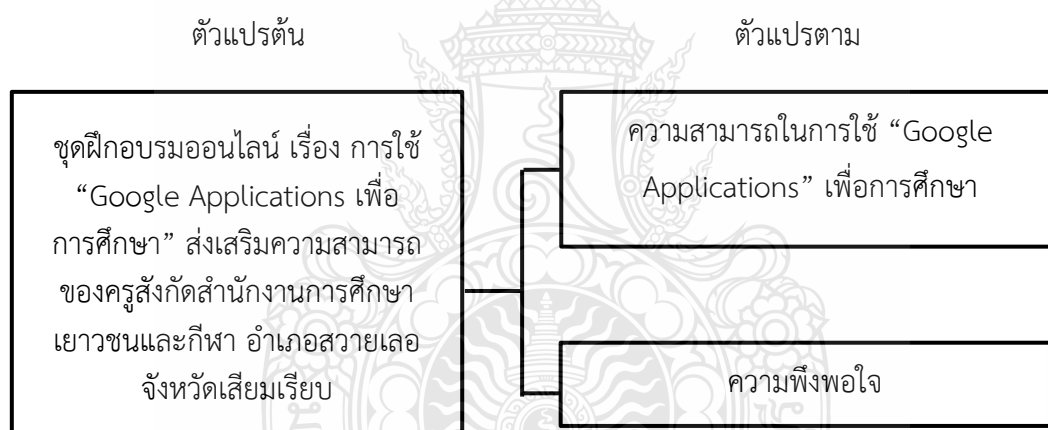 ตัวแปรต้น
ตัวแปรตาม
ชุดฝึกอบรมออนไลน์ เรื่อง การใช้
“Google Applications เพื่อ
การศึกษา” ส่งเสริมความสามารถ
ของครูสังกัดสำนักงานการศึกษา
เยาวชนและกีฬา อำเภอสวายเลอ
จังหวัดเสียมเรียบ
ความสามารถในการใช้ “Google
Applications” เพื่อการศึกษา
ความพึงพอใจ